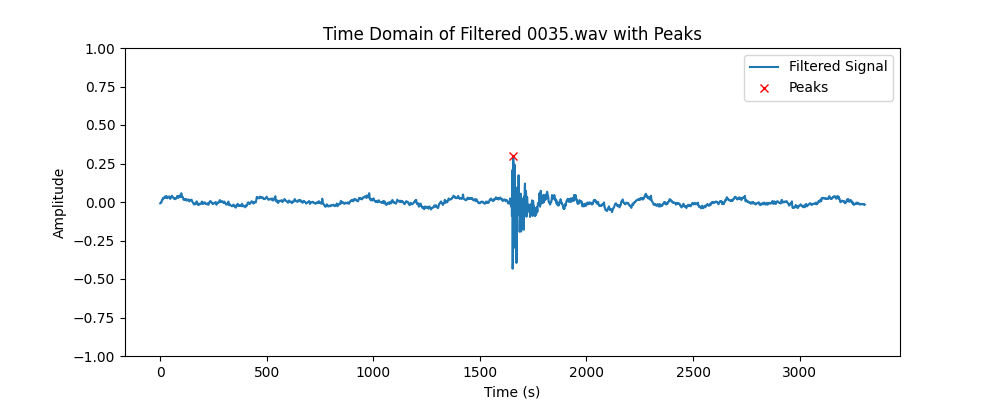 Time Domain of Filtered 0035.wav with Peaks
1.00
0.75
0.50
0.25
0.00
−0.25
−0.50
−0.75
−1.00
Amplitude
Filtered Signal
Peaks
0 500 1000 1500 2000 2500 3000
Time (s)